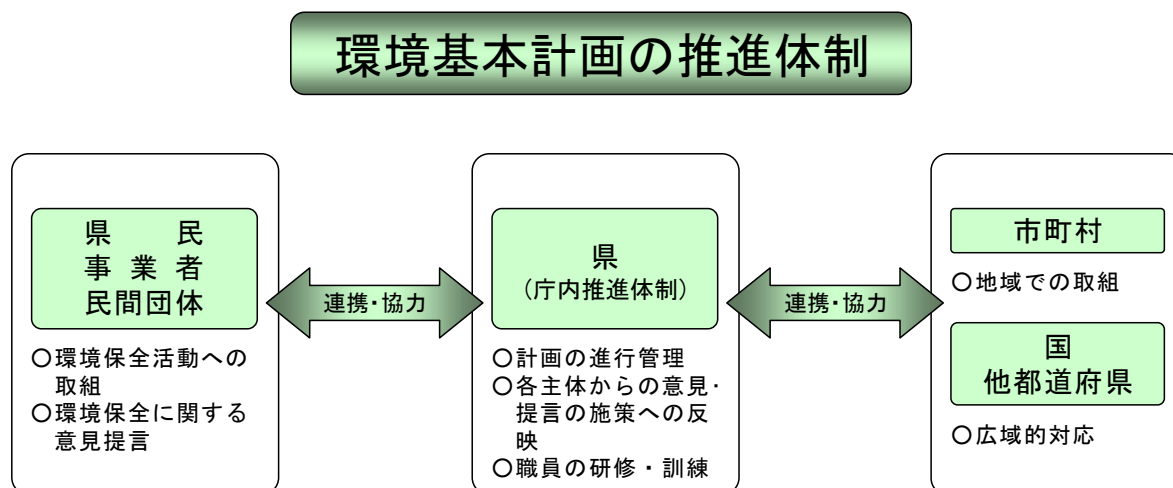 環境基本計画の推進体制
県　　民
事 業 者
民間団体
○環境保全活動への
取組
○環境保全に関する
意見提言
連携・協力
県
（庁内推進体制）
○計画の進行管理
○各主体からの意見・
提言の施策への反
映
○職員の研修・訓練
連携・協力
市町村
○地域での取組
国
他都道府県
○広域的対応